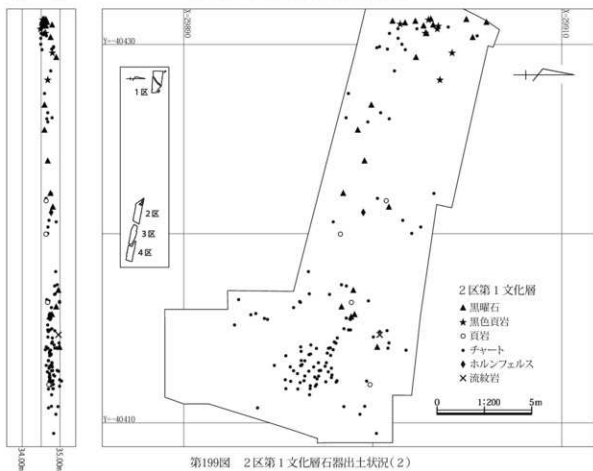 X=29800
X=29910
Y=-40430
1区
2区
3区
4区
2区第1文化層
▲ 黒曜石
★ 黒色頁岩
○ 頁岩
• チャート
♦ ホルンフェルス
× 流紋岩
0 1:200 5m
Y=-40410
34.00m
35.00m
第199図 2区第1文化層石器出土状況(2)